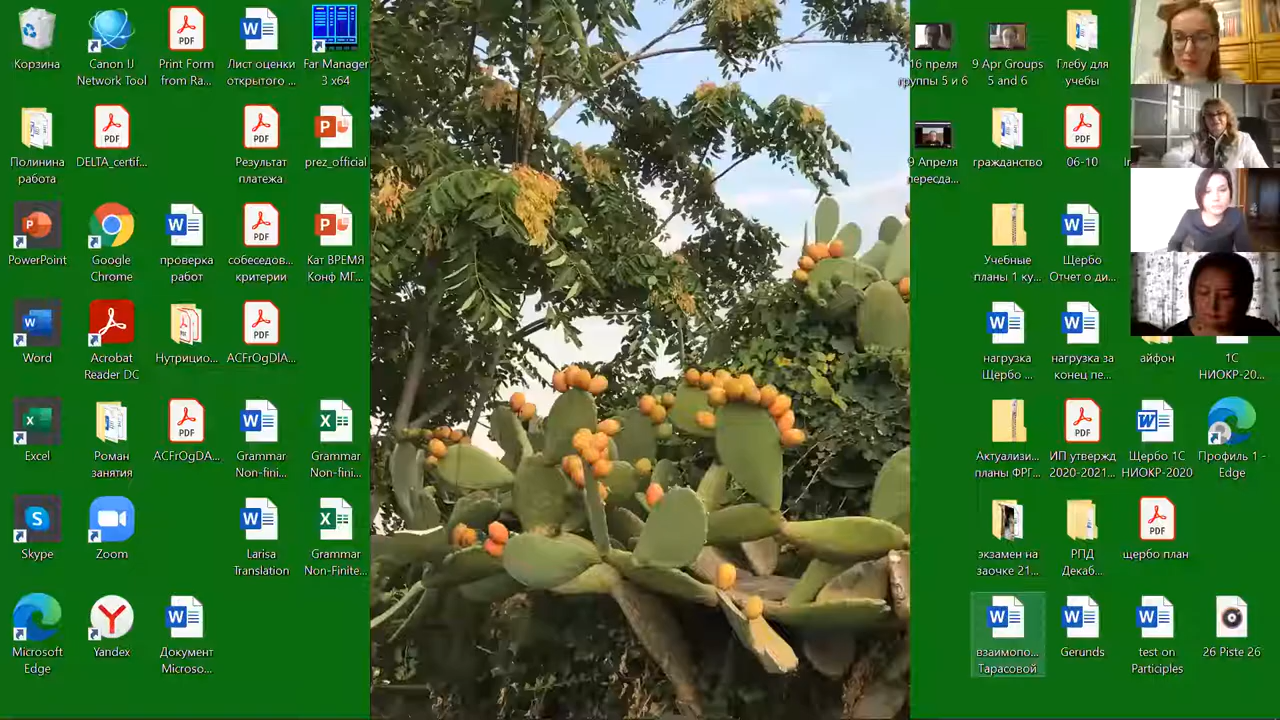 Корзина
Canon IJ
Network Tool
Print Form
from Ra...
Лист оценки
открытого ...
Far Manager
3 x64
16 преля
группы 5 и 6
9 Apr Groups
5 and 6
Глебу для
учебы
Полинина
работа
DELTA_certif...
Результат
платежа
prez_official
9 Апреля
пересда...
гражданство
06-10
PowerPoint
Google
Chrome
проверка
работ
собеседов...
критерии
Кат ВРЕМЯ
Конф.МГ...
Учебные
планы 1 ку...
Щербо
Отчет о ди...
Word
Acrobat
Reader DC
Нутрицио...
ACFrOgDIA...
нагрузка
Щербо ...
нагрузка за
конец пе...
айфон
1С
НИОКР-20...
Excel
Роман
занятия
ACFrOgDA...
Grammar
Non-fini...
Grammar
Non-fini...
Актуализи...
планы ФРГ...
ИП утвержд
2020-2021...
Щербо 1С
НИОКР-2020
Профиль 1 -
Edge
Skype
Zoom
Larisa
Translation
Grammar
Non-Finite...
экзамен на
заочке 21...
РПД
Декаб...
щербо план
Microsoft
Edge
Yandex
Документ
Microso...
взаимопо...
Тарасовой
Gerunds
test on
Participles
26 Piste 26